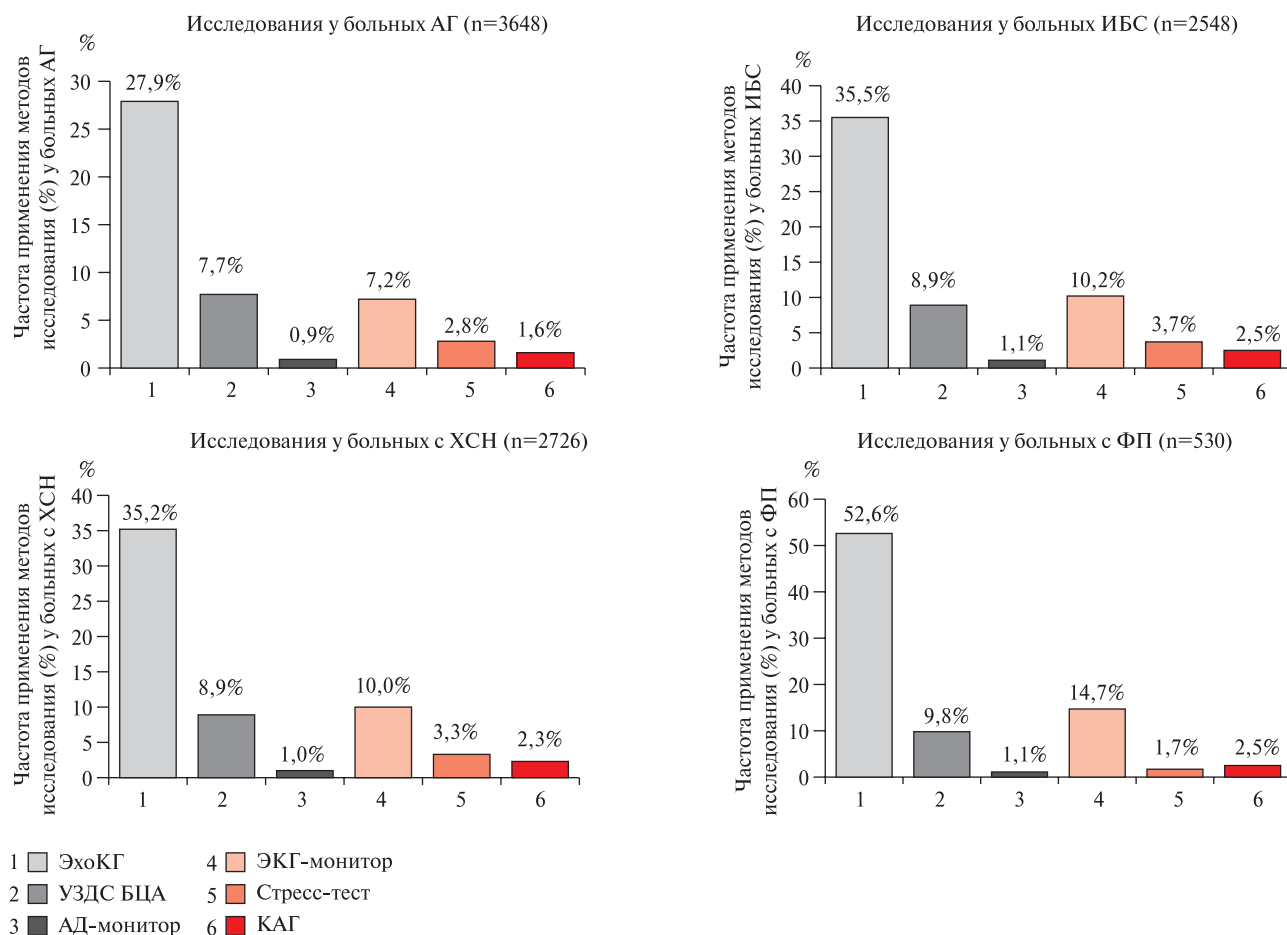 Исследования у больных АГ (n=3648)
%
Частота применения методов
исследования (%) у больных АГ
30
25
20
15
10
5
0
27,9%
7,7%
0,9%
7,2%
2,8%
1,6%
1 2 3 4 5 6
Исследования у больных ИБС (n=2548)
%
Частота применения методов
исследования (%) у больных ИБС
40
35
30
25
20
15
10
5
0
35,5%
8,9%
1,1%
10,2%
3,7%
2,5%
1 2 3 4 5 6
Исследования у больных с ХСН (n=2726)
%
Частота применения методов
исследования (%) у больных с ХСН
40
35
30
25
20
15
10
5
0
35,2%
8,9%
1,0%
10,0%
3,3%
2,3%
1 2 3 4 5 6
Исследования у больных с ФП (n=530)
%
Частота применения методов
исследования (%) у больных с ФП
60
50
40
30
20
10
0
52,6%
9,8%
1,1%
14,7%
1,7%
2,5%
1 2 3 4 5 6
1 ЭхоКГ
2 УЗДС БЦА
3 АД-монитор
4 ЭКГ-монитор
5 Стресс-тест
6 КАГ